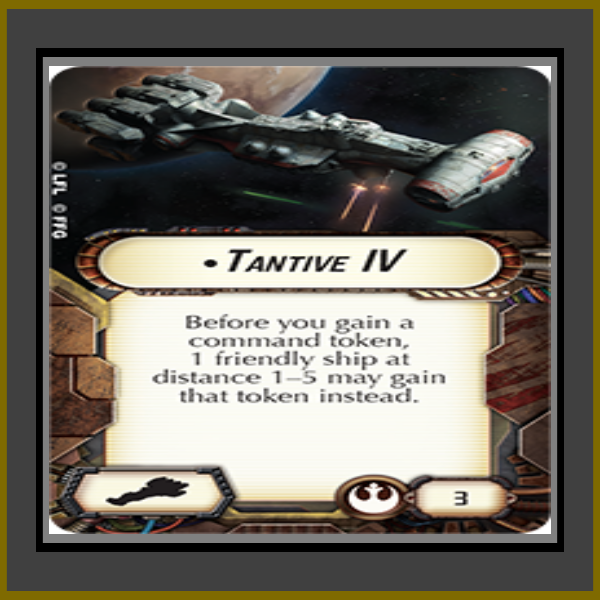 © LFL © FFG
• TANTIVE IV
Before you gain a
command token,
1 friendly ship at
distance 1–5 may gain
that token instead.
3